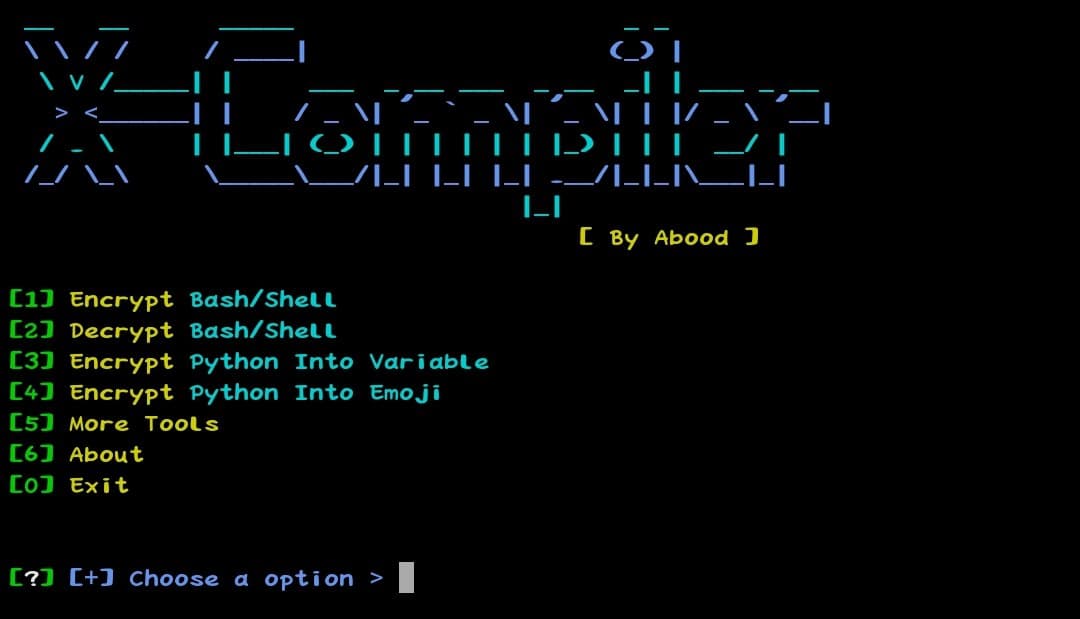 X-Compiler
[ By Abood ]
[1] Encrypt Bash/Shell
[2] Decrypt Bash/Shell
[3] Encrypt Python Into Variable
[4] Encrypt Python Into Emoji
[5] More Tools
[6] About
[0] Exit
[?] [+] Choose a option >